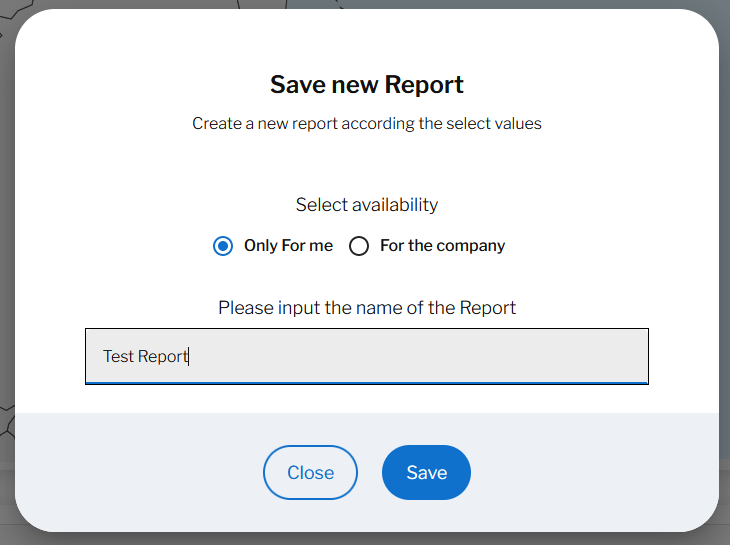 Save new Report
Create a new report according the select values
Select availability
Only For me For the company
Please input the name of the Report
Test Report
Close Save